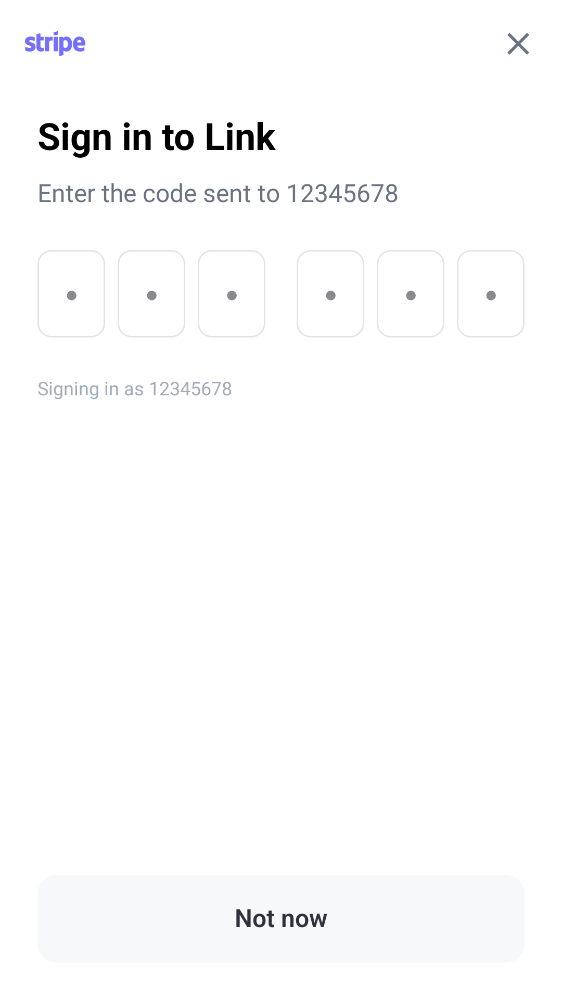 stripe
Sign in to Link
Enter the code sent to 12345678
Signing in as 12345678
Not now